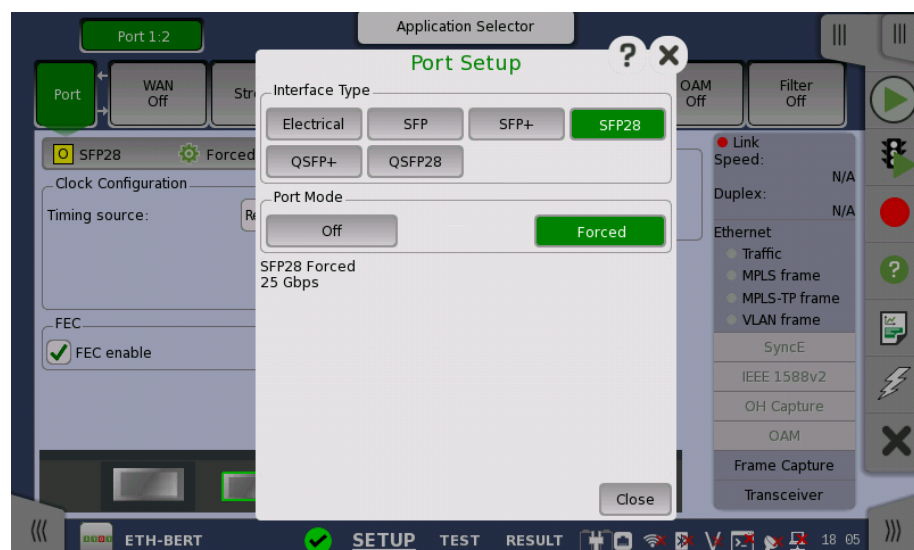 Port 1:2
Application Selector
Port
WAN
Off
Str
OAM
Off
Filter
Off
Port Setup
?
Interface Type
Electrical
SFP
SFP+
SFP28
QSFP+
QSFP28
Port Mode
Off
Forced
SFP28 Forced
25 Gbps
Close
O SFP28
Forced
Clock Configuration
Timing source:
Re
FEC
FEC enable
Link
Speed:
N/A
Duplex:
N/A
Ethernet
Traffic
MPLS frame
MPLS-TP frame
VLAN frame
SyncE
IEEE 1588v2
OH Capture
OAM
Frame Capture
Transceiver
?
ETH-BERT
SETUP
TEST
RESULT
18 05